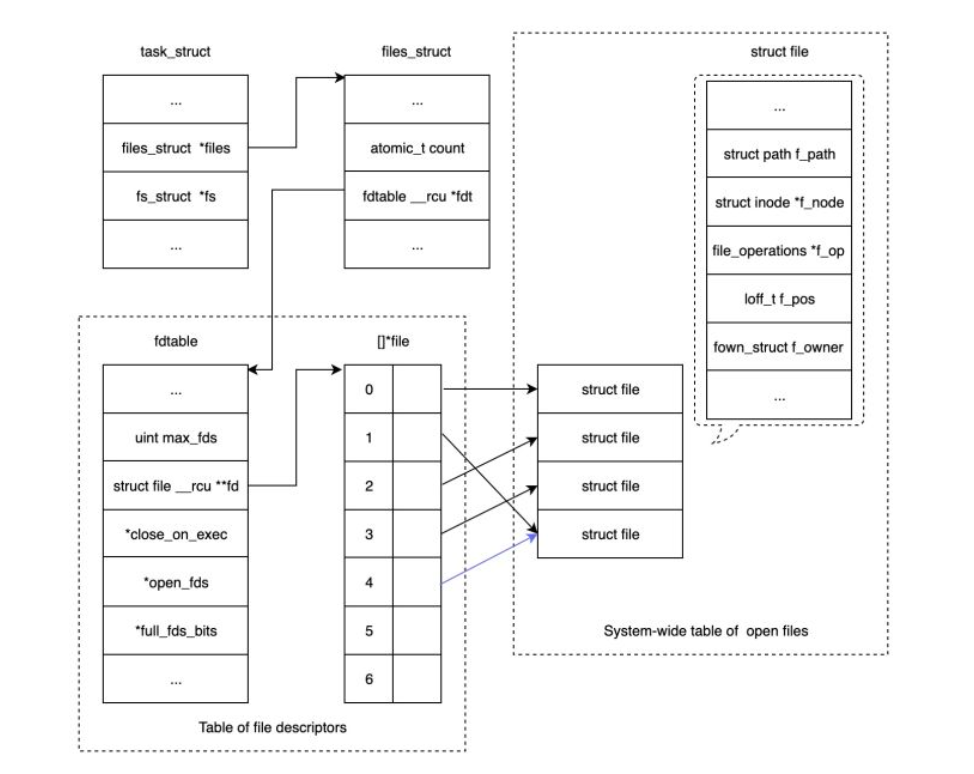 task_struct
...
files_struct *files
fs_struct *fs
...
files_struct
...
atomic_t count
fdtable __rcu *fdt
...
struct file
...
struct path f_path
struct inode *f_node
file_operations *f_op
loff_t f_pos
fown_struct f_owner
...
fdtable
...
uint max_fds
struct file __rcu **fd
*close_on_exec
*open_fds
*full_fds_bits
...
[]*file
0
1
2
3
4
5
6
Table of file descriptors
struct file
struct file
struct file
struct file
System-wide table of open files